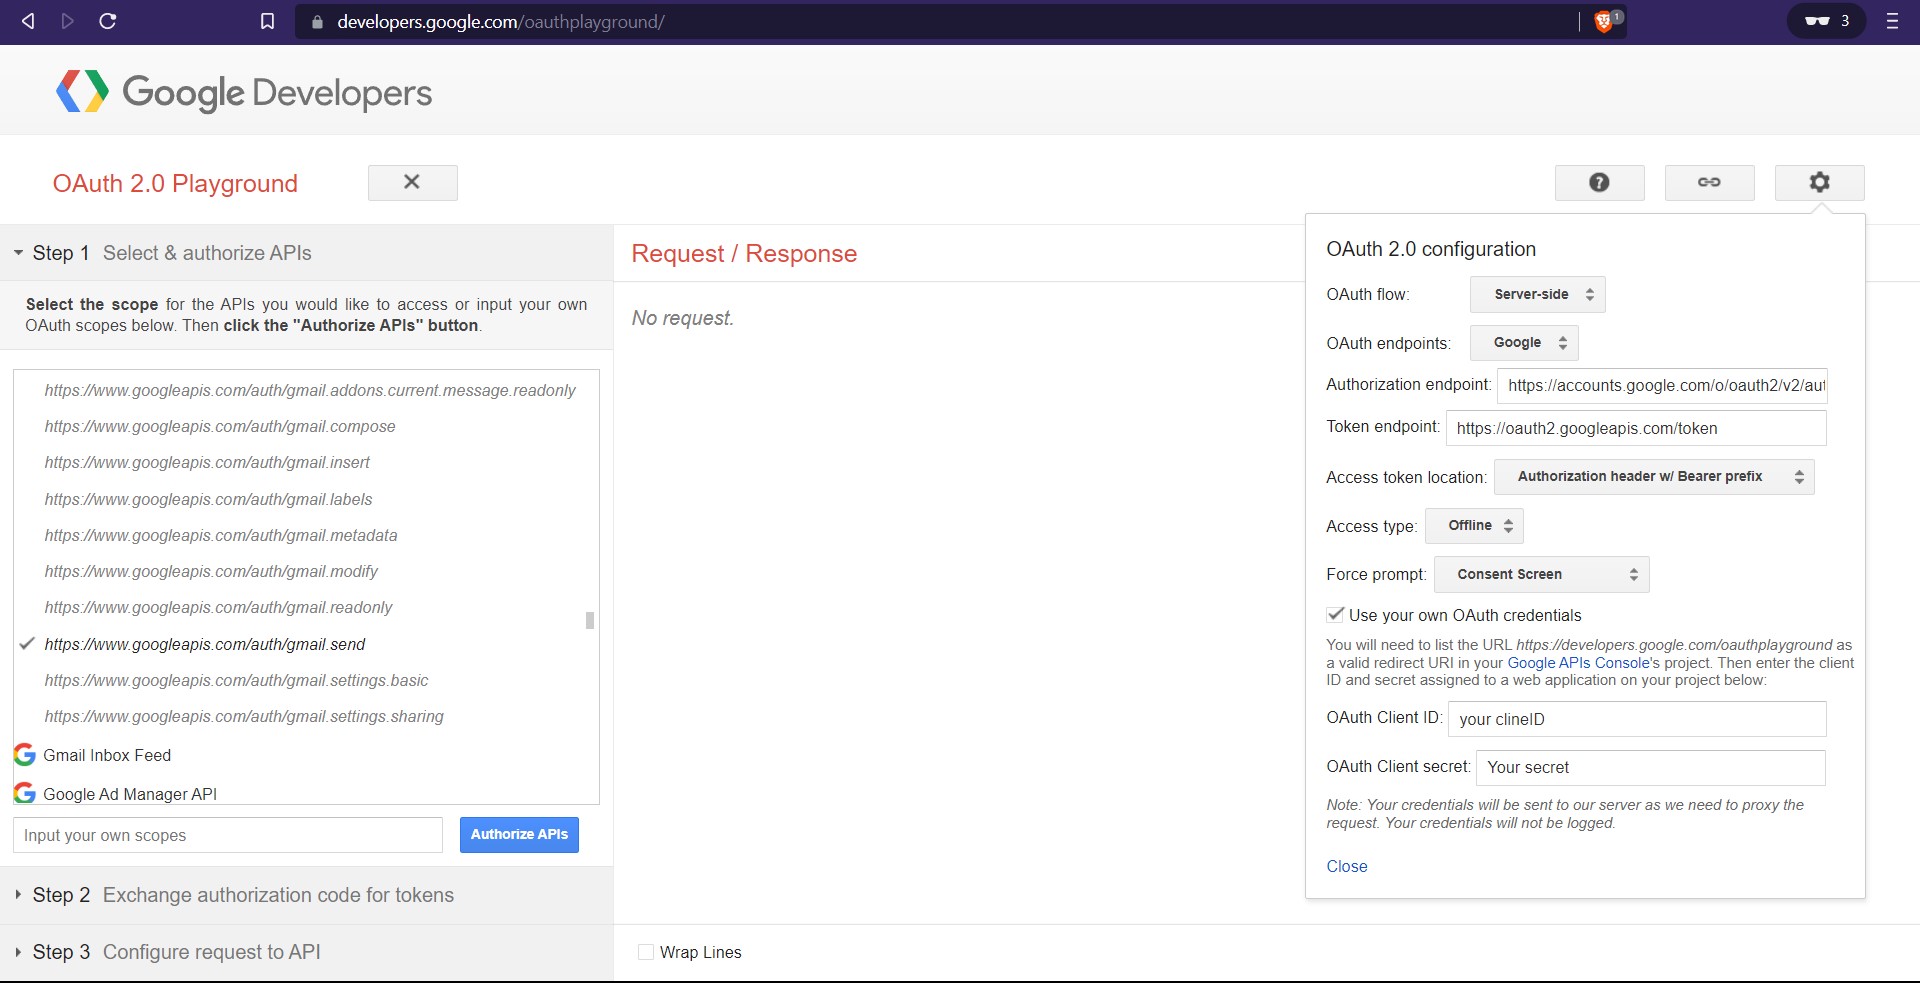 developers.google.com/oauthplayground/
1
3
Google Developers
OAuth 2.0 Playground
Step 1 Select & authorize APIs
Select the scope for the APIs you would like to access or input your own
OAuth scopes below. Then click the "Authorize APIs" button.
https://www.googleapis.com/auth/gmail.addons.current.message.readonly
https://www.googleapis.com/auth/gmail.compose
https://www.googleapis.com/auth/gmail.insert
https://www.googleapis.com/auth/gmail.labels
https://www.googleapis.com/auth/gmail.metadata
https://www.googleapis.com/auth/gmail.modify
https://www.googleapis.com/auth/gmail.readonly
https://www.googleapis.com/auth/gmail.send
https://www.googleapis.com/auth/gmail.settings.basic
https://www.googleapis.com/auth/gmail.settings.sharing
Gmail Inbox Feed
Google Ad Manager API
Input your own scopes
Authorize APIs
Step 2 Exchange authorization code for tokens
Step 3 Configure request to API
Request / Response
No request.
Wrap Lines
OAuth 2.0 configuration
OAuth flow: Server-side
OAuth endpoints: Google
Authorization endpoint: https://accounts.google.com/o/oauth2/v2/aut
Token endpoint: https://oauth2.googleapis.com/token
Access token location: Authorization header w/ Bearer prefix
Access type: Offline
Force prompt: Consent Screen
Use your own OAuth credentials
You will need to list the URL https://developers.google.com/oauthplayground as
a valid redirect URI in your Google APIs Console's project. Then enter the client
ID and secret assigned to a web application on your project below:
OAuth Client ID: your clineID
OAuth Client secret: Your secret
Note: Your credentials will be sent to our server as we need to proxy the
request. Your credentials will not be logged.
Close